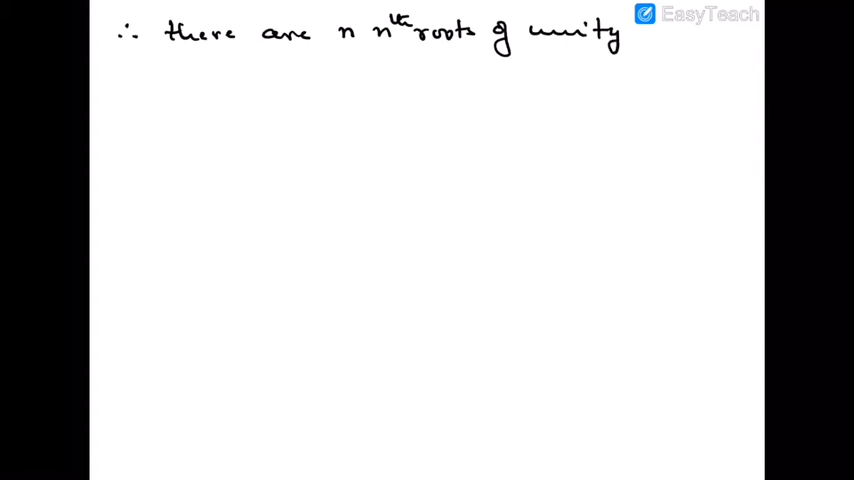 ∴ there are n nᵗʰ roots of unity
EasyTeach